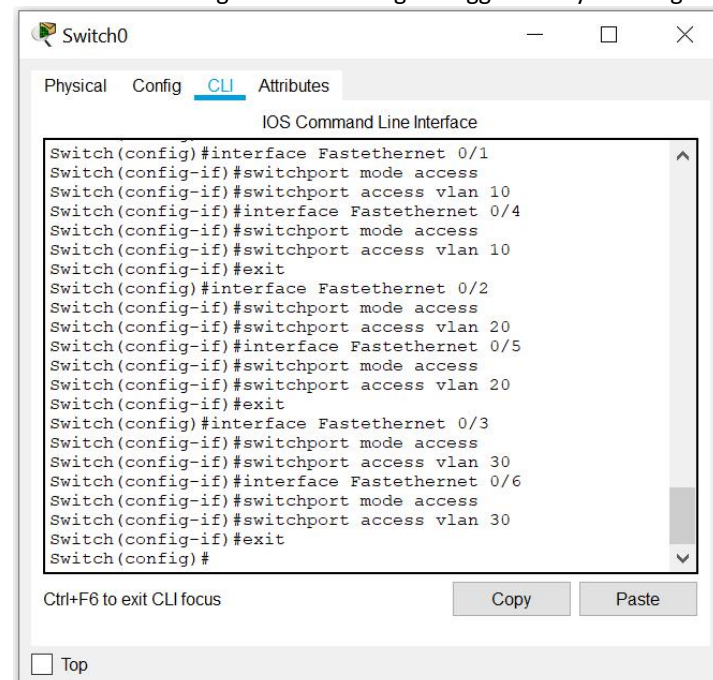 Switch0
Physical Config CLI Attributes
IOS Command Line Interface
Switch(config)#interface Fastethernet 0/1
Switch(config-if)#switchport mode access
Switch(config-if)#switchport access vlan 10
Switch(config-if)#interface Fastethernet 0/4
Switch(config-if)#switchport mode access
Switch(config-if)#switchport access vlan 10
Switch(config-if)#exit
Switch(config)#interface Fastethernet 0/2
Switch(config-if)#switchport mode access
Switch(config-if)#switchport access vlan 20
Switch(config-if)#interface Fastethernet 0/5
Switch(config-if)#switchport mode access
Switch(config-if)#switchport access vlan 20
Switch(config-if)#exit
Switch(config)#interface Fastethernet 0/3
Switch(config-if)#switchport mode access
Switch(config-if)#switchport access vlan 30
Switch(config-if)#interface Fastethernet 0/6
Switch(config-if)#switchport mode access
Switch(config-if)#switchport access vlan 30
Switch(config-if)#exit
Switch(config)#
Ctrl+F6 to exit CLI focus Copy Paste
Top